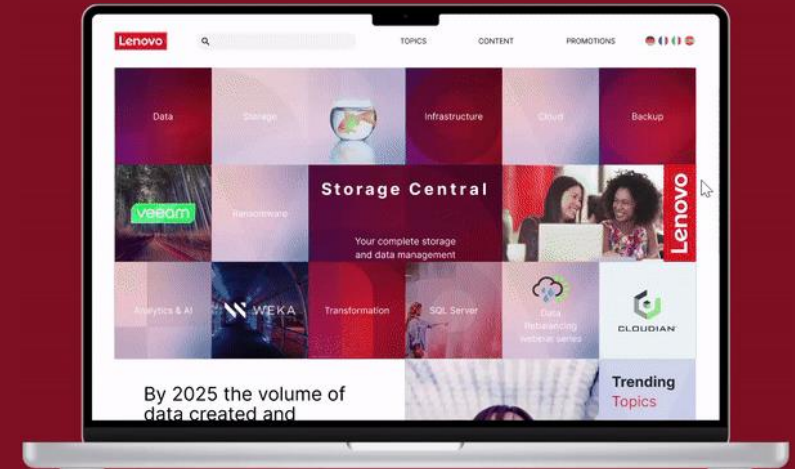 Lenovo
TOPICS CONTENT PROMOTIONS
Data
Storage
Infrastructure
Cloud
Backup
veeam
Ransomware
Storage Central
Your complete storage
and data management
Lenovo
Analytics & AI
WEKA
Transformation
SQL Server
Data
Rebalancing
webinar series
CLOUDIAN
By 2025 the volume of
data created and
Trending
Topics